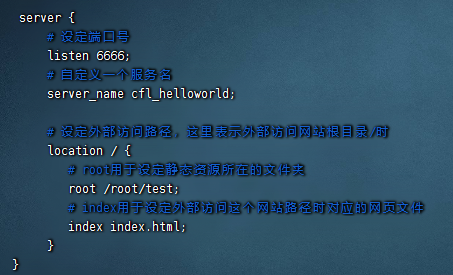 server {
# 设定端口号
listen 6666;
# 自定义一个服务名
server_name cfl_helloworld;
# 设定外部访问路径，这里表示外部访问网站根目录/时
location / {
# root用于设定静态资源所在的文件夹
root /root/test;
# index用于设定外部访问这个网站路径时对应的网页文件
index index.html;
}
}